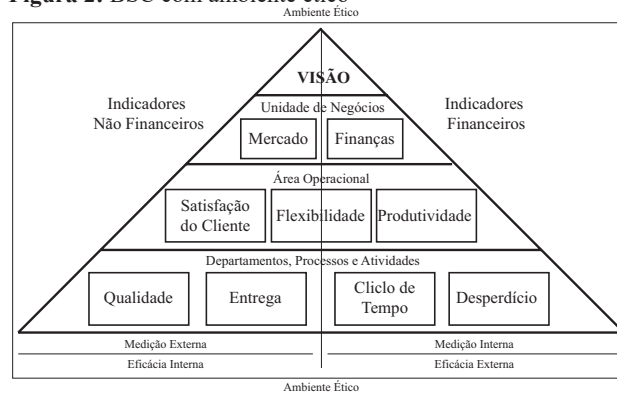 Figura 2: BSC com ambiente ético
Ambiente Ético
VISÃO
Indicadores
Não Financeiros
Indicadores
Financeiros
Unidade de Negócios
Mercado
Finanças
Área Operacional
Satisfação
do Cliente
Flexibilidade
Produtividade
Departamentos, Processos e Atividades
Qualidade
Entrega
Cliclo de
Tempo
Desperdício
Medição Externa
Medição Interna
Eficácia Interna
Eficácia Externa
Ambiente Ético